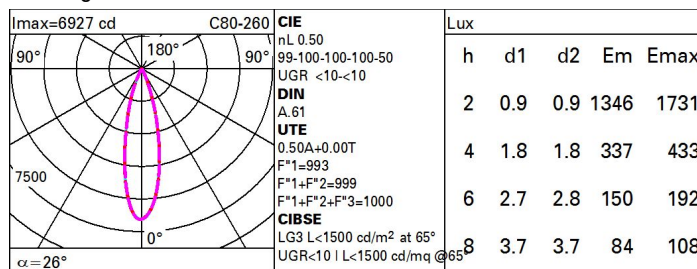 Imax=6927 cd C80-260
90° 180° 90°
7500
0°
α=26°
CIE
nL 0.50
99-100-100-100-50
UGR <10-<10
DIN
A.61
UTE
0.50A+0.00T
F"1=993
F"1+F"2=999
F"1+F"2+F"3=1000
CIBSE
LG3 L<1500 cd/m² at 65°
UGR<10 | L<1500 cd/mq @65°
Lux
h d1 d2 Em Emax
2 0.9 0.9 1346 1731
4 1.8 1.8 337 433
6 2.7 2.8 150 192
8 3.7 3.7 84 108